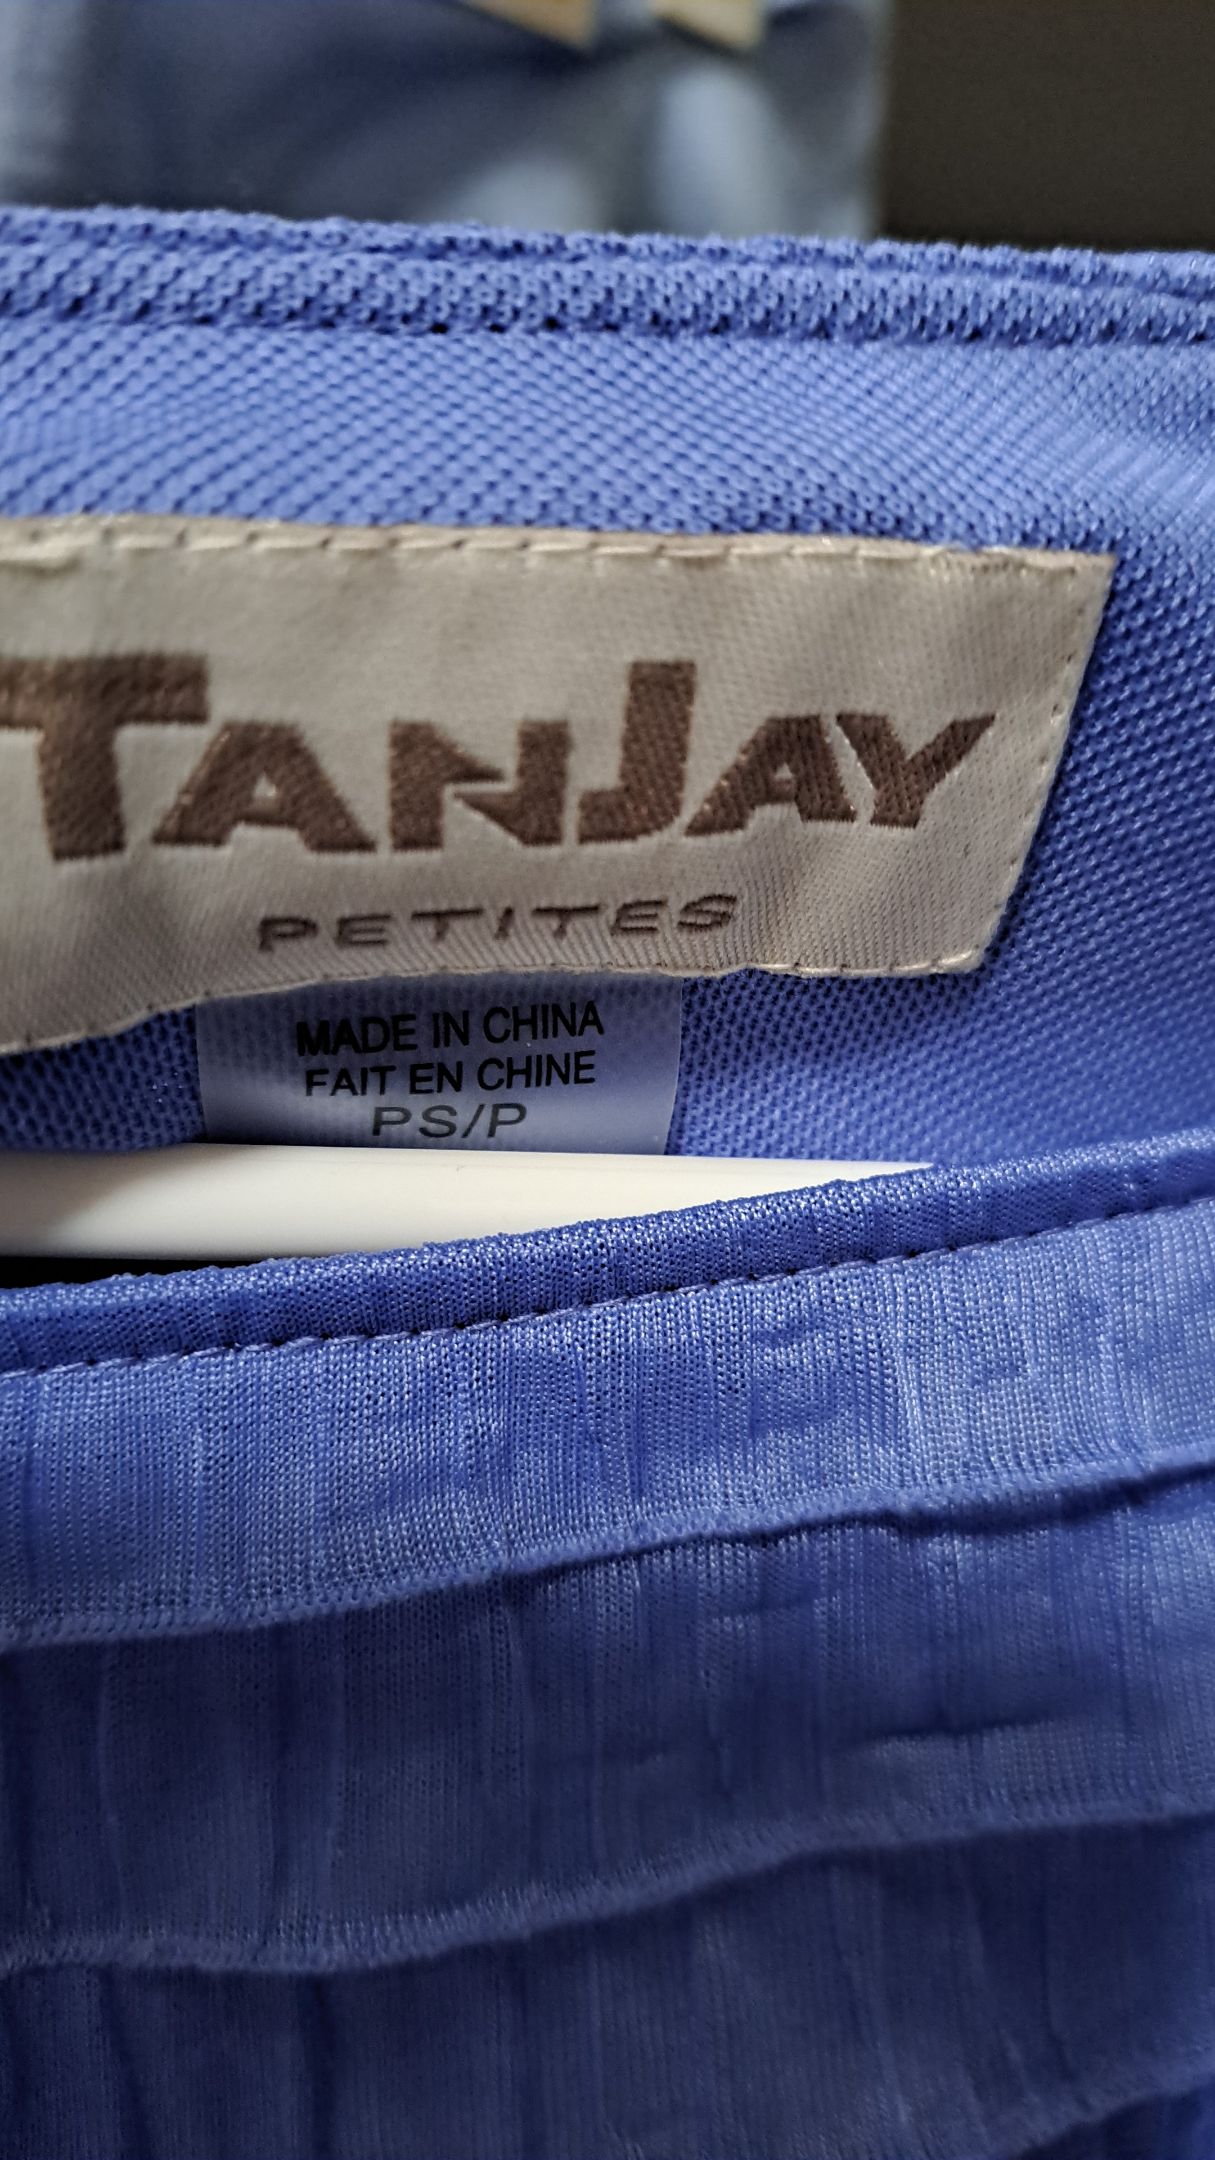 TANJAY
PETITES
MADE IN CHINA
FAIT EN CHINE
PS/P